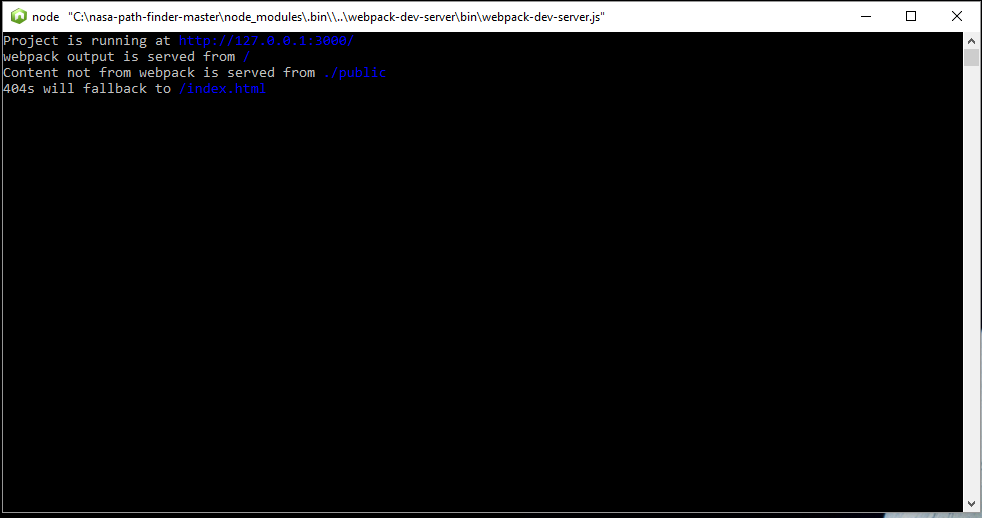 node "C:\nasa-path-finder-master\node_modules\.bin\\..\webpack-dev-server\bin\webpack-dev-server.js"
Project is running at http://127.0.0.1:3000/
webpack output is served from /
Content not from webpack is served from ./public
404s will fallback to /index.html